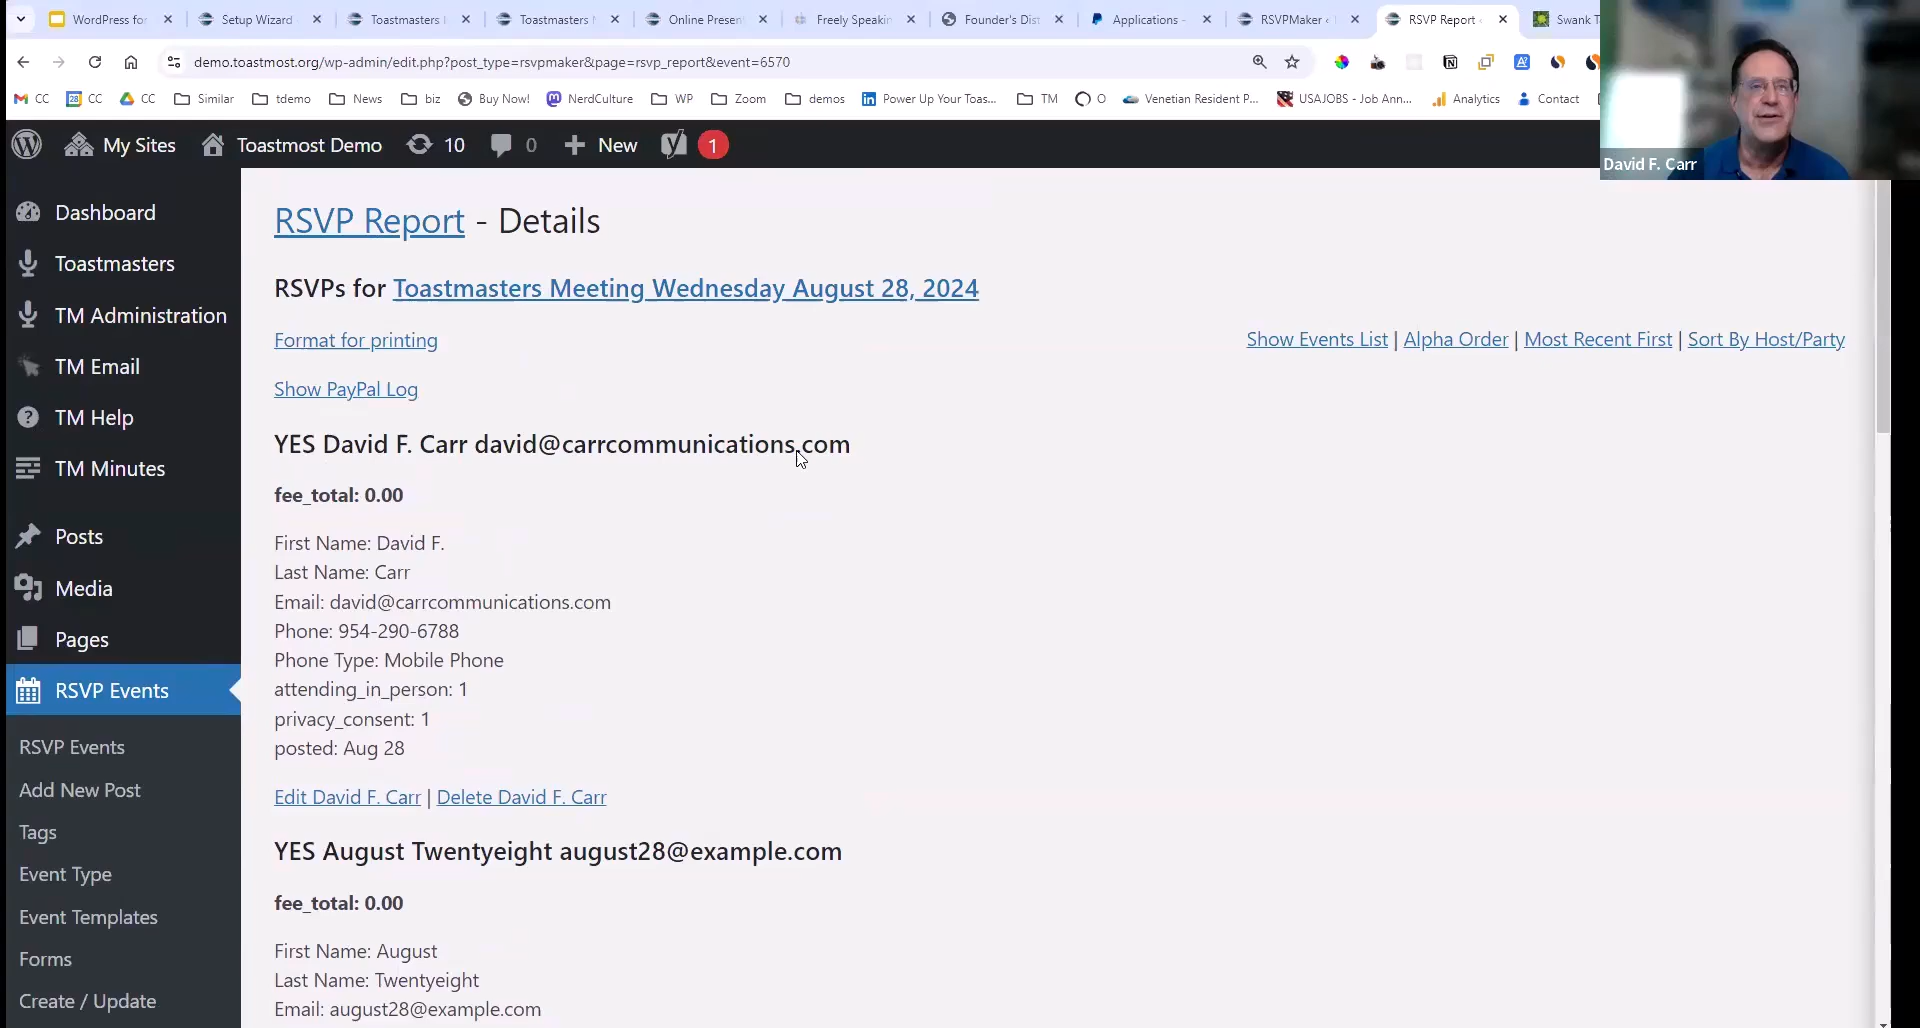 WordPress for
Setup Wizard
Toastmasters
Toastmasters
Online Presen
Freely Speakin
Founder's Dist
Applications -
RSVPMaker ‹
RSVP Report ‹
Swank T
demo.toastmost.org/wp-admin/edit.php?post_type=rsvpmaker&page=rsvp_report&event=6570
CC
CC
CC
Similar
tdemo
News
biz
Buy Now!
NerdCulture
WP
Zoom
demos
Power Up Your Toas...
TM
O
Venetian Resident P...
USAJOBS - Job Ann...
Analytics
Contact
David F. Carr
My Sites
Toastmost Demo
10
0
New
1
Dashboard
Toastmasters
TM Administration
TM Email
TM Help
TM Minutes
Posts
Media
Pages
RSVP Events
RSVP Events
Add New Post
Tags
Event Type
Event Templates
Forms
Create / Update
RSVP Report - Details
RSVPs for Toastmasters Meeting Wednesday August 28, 2024
Format for printing
Show Events List | Alpha Order | Most Recent First | Sort By Host/Party
Show PayPal Log
YES David F. Carr david@carrcommunications.com
fee_total: 0.00
First Name: David F.
Last Name: Carr
Email: david@carrcommunications.com
Phone: 954-290-6788
Phone Type: Mobile Phone
attending_in_person: 1
privacy_consent: 1
posted: Aug 28
Edit David F. Carr | Delete David F. Carr
YES August Twentyeight august28@example.com
fee_total: 0.00
First Name: August
Last Name: Twentyeight
Email: august28@example.com